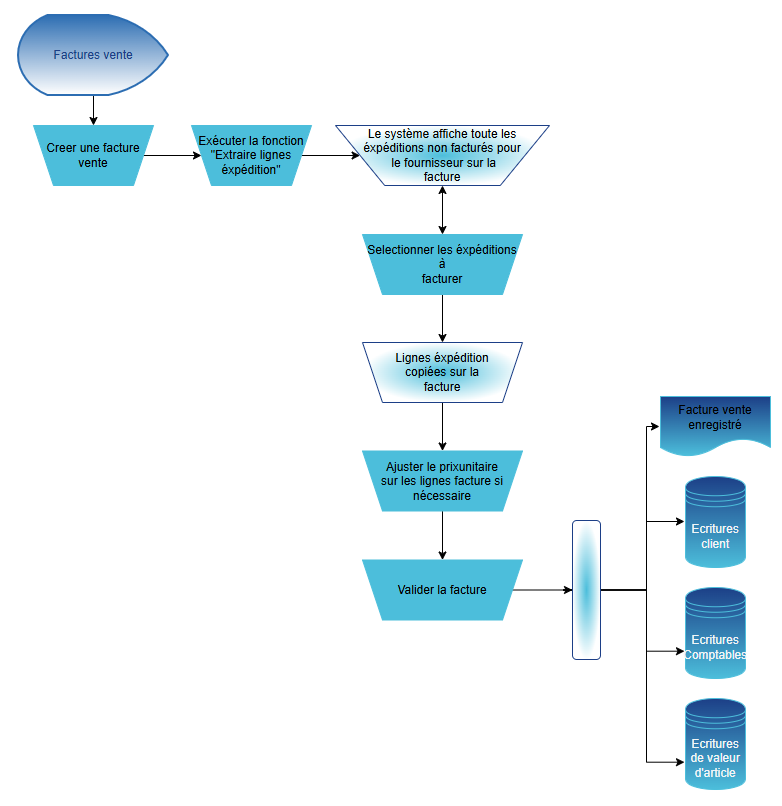 Factures vente
Creer une facture
vente
Exécuter la fonction
"Extraire lignes
éxpédition"
Le système affiche toute les
éxpéditions non facturés pour
le fournisseur sur la
facture
Selectionner les éxpéditions
à
facturer
Lignes éxpédition
copiées sur la
facture
Ajuster le prixunitaire
sur les lignes facture si
nécessaire
Valider la facture
Facture vente
enregistré
Ecritures
client
Ecritures
Comptables
Ecritures
de valeur
d'article